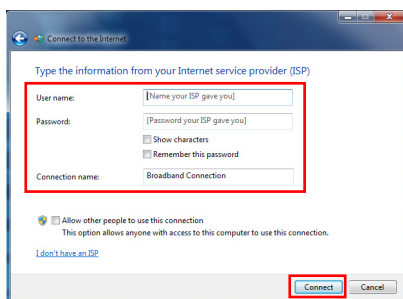 Connect to the Internet
Type the information from your Internet service provider (ISP)
User name: [Name your ISP gave you]
Password: [Password your ISP gave you]
Show characters
Remember this password
Connection name: Broadband Connection
Allow other people to use this connection
This option allows anyone with access to this computer to use this connection.
I don't have an ISP
Connect Cancel